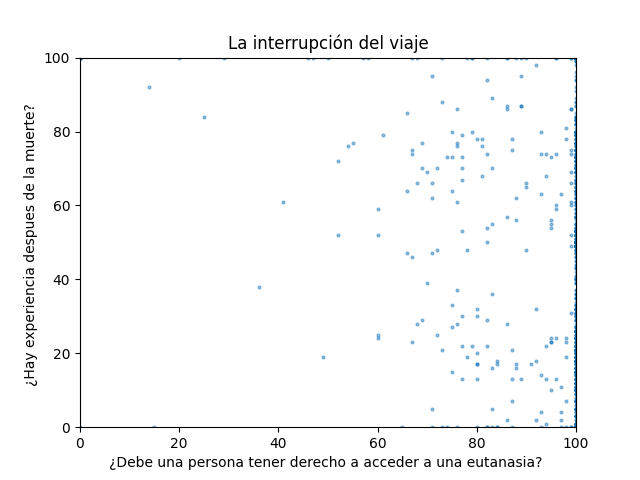 La interrupción del viaje
100
80
60
40
20
0
¿Hay experiencia despues de la muerte?
0 20 40 60 80 100
¿Debe una persona tener derecho a acceder a una eutanasia?